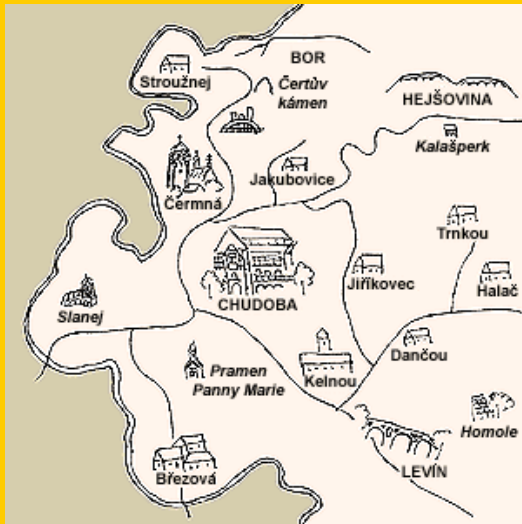 BOR
Stroužnej
Čertův
kámen
HEJŠOVINA
Kalašperk
Jakubovice
Čermná
Trnkou
Jiříkovec
Halač
CHUDOBA
Slanej
Dančou
Pramen
Panny Marie
Kelnou
Homole
LEVÍN
Březová